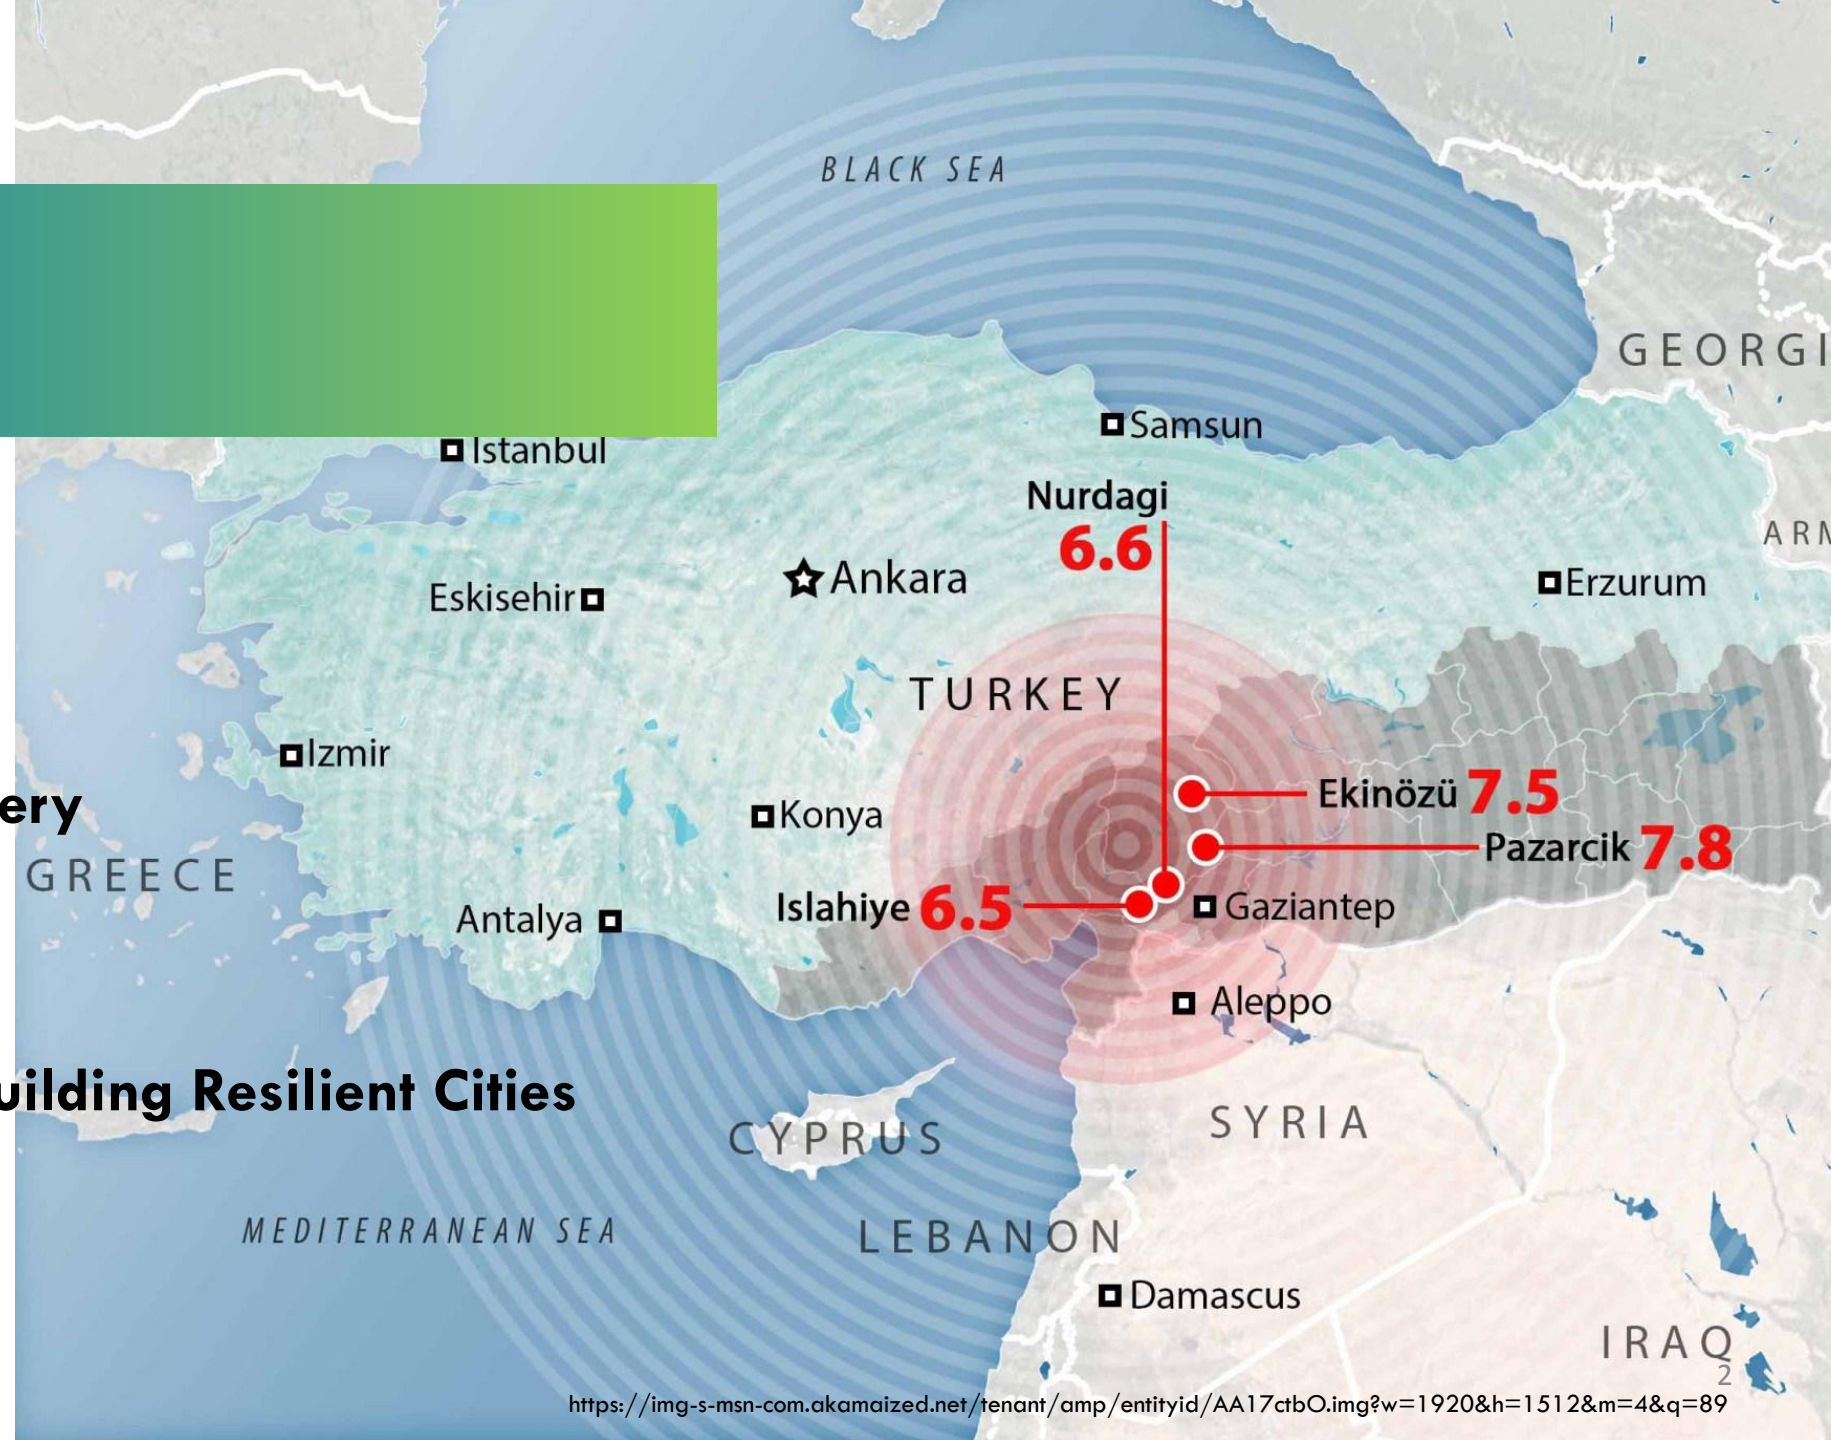 BLACK SEA
GEORGI
Istanbul
Samsun
Nurdagi
6.6
ARM
Eskisehir
Ankara
Erzurum
TURKEY
Izmir
Ekinözü 7.5
ery
Konya
Pazarcik 7.8
GREECE
Islahiye 6.5
Gaziantep
Antalya
Aleppo
uilding Resilient Cities
CYPRUS
SYRIA
MEDITERRANEAN SEA
LEBANON
Damascus
IRAQ
2
https://img-s-msn-com.akamaized.net/tenant/amp/entityid/AA17ctbO.img?w=1920&h=1512&m=4&q=89